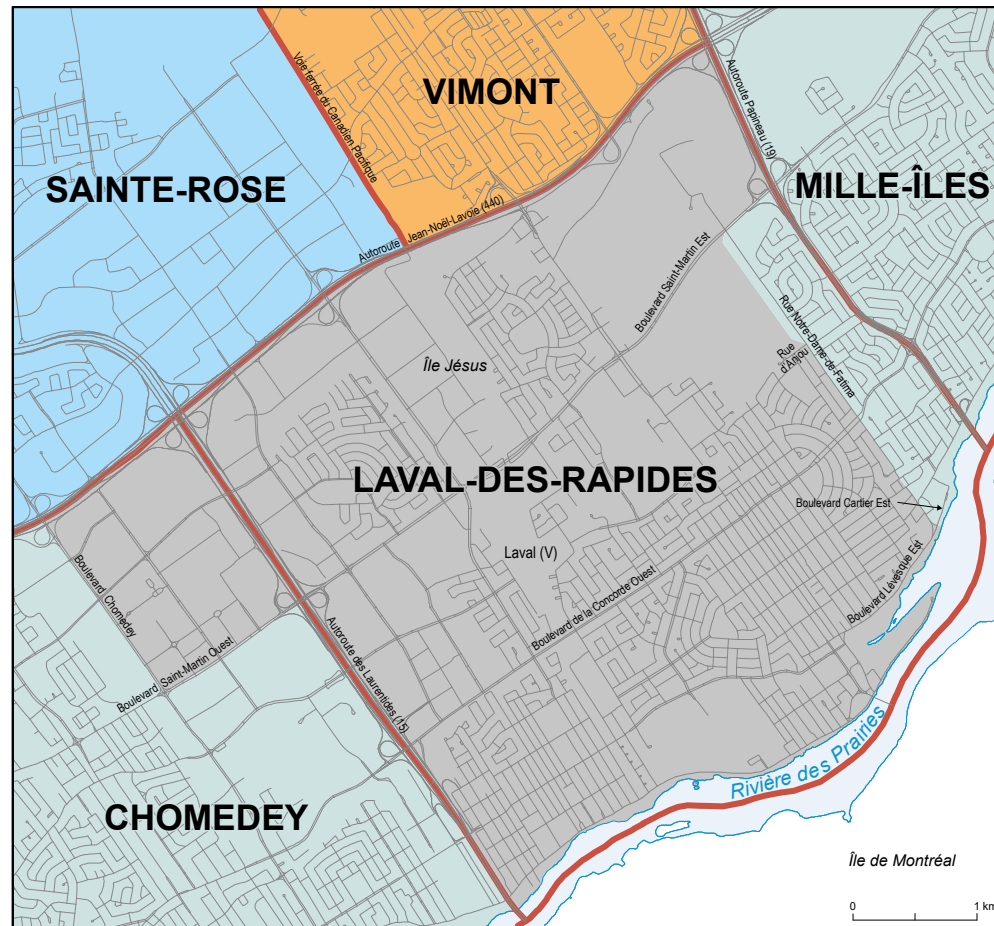 VIMONT
Voie ferrée du Canadien Pacifique
Autoroute Papineau (19)
SAINTE-ROSE
MILLE-ÎLES
Autoroute Jean-Noël-Lavoie (440)
Boulevard Saint-Martin Est
Rue Notre-Dame-de-Fatima
Rue
d'Anjou
Île Jésus
LAVAL-DES-RAPIDES
Boulevard Cartier Est
Laval (V)
Boulevard Chomedey
Boulevard de la Concorde Ouest
Boulevard Lévesque Est
Boulevard Saint-Martin Ouest
Autoroute des Laurentides (15)
Rivière des Prairies
CHOMEDEY
Île de Montréal
0 1 km